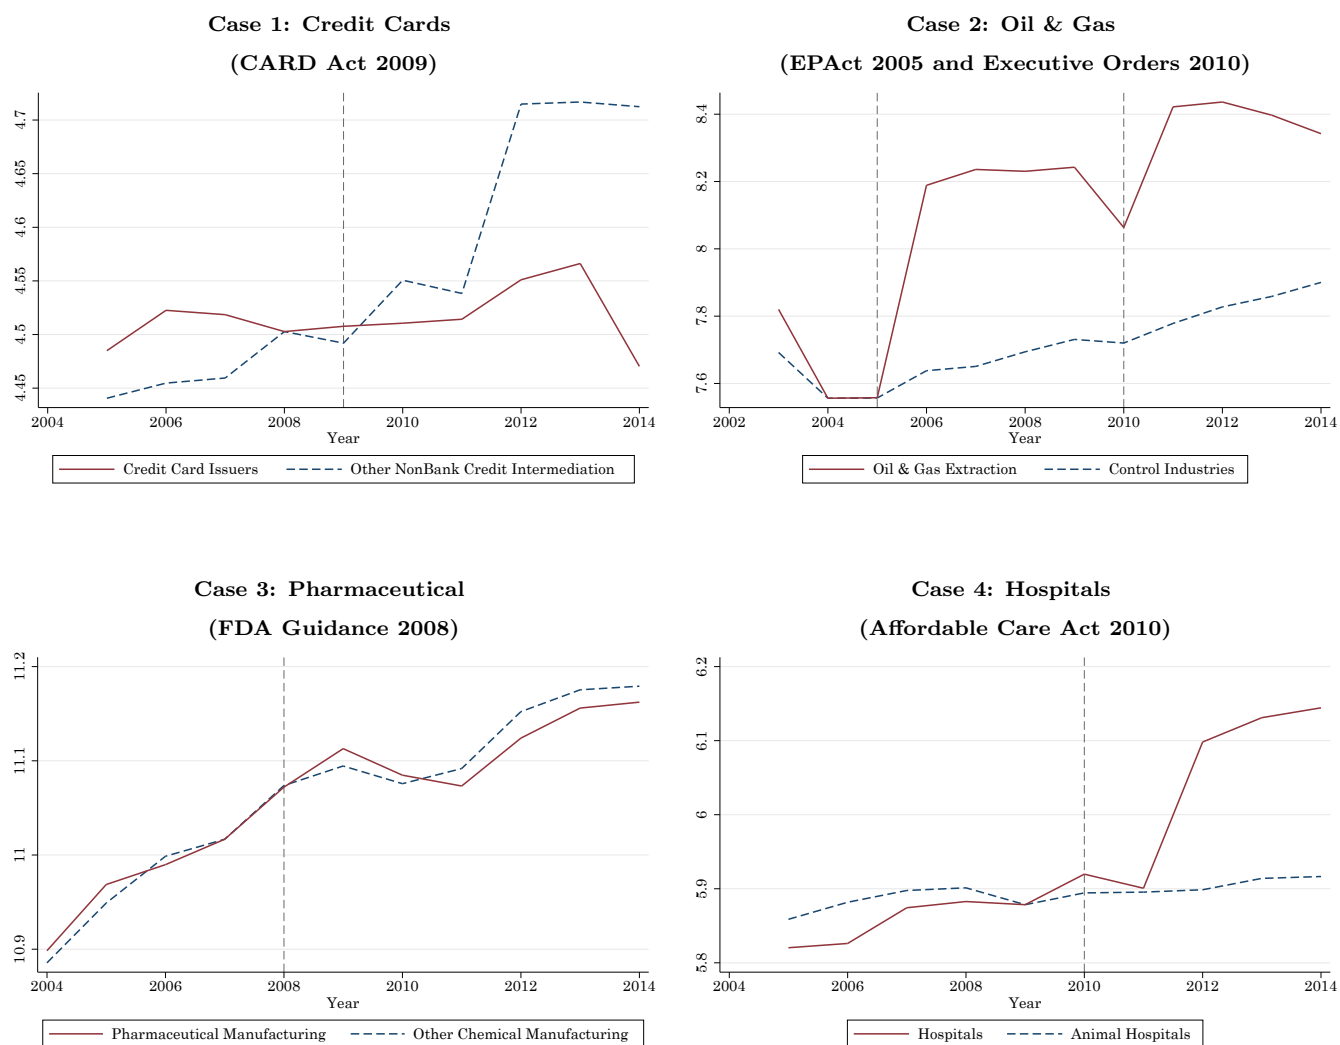 Case 1: Credit Cards
(CARD Act 2009)
4.7
4.65
4.6
4.55
4.5
4.45
2004 2006 2008 2010 2012 2014
Year
Credit Card Issuers Other NonBank Credit Intermediation
Case 2: Oil & Gas
(EPAct 2005 and Executive Orders 2010)
8.4
8.2
8
7.8
7.6
2002 2004 2006 2008 2010 2012 2014
Year
Oil & Gas Extraction Control Industries
Case 3: Pharmaceutical
(FDA Guidance 2008)
11.2
11.1
11
10.9
2004 2006 2008 2010 2012 2014
Year
Pharmaceutical Manufacturing Other Chemical Manufacturing
Case 4: Hospitals
(Affordable Care Act 2010)
6.2
6.1
6
5.9
5.8
2004 2006 2008 2010 2012 2014
Year
Hospitals Animal Hospitals